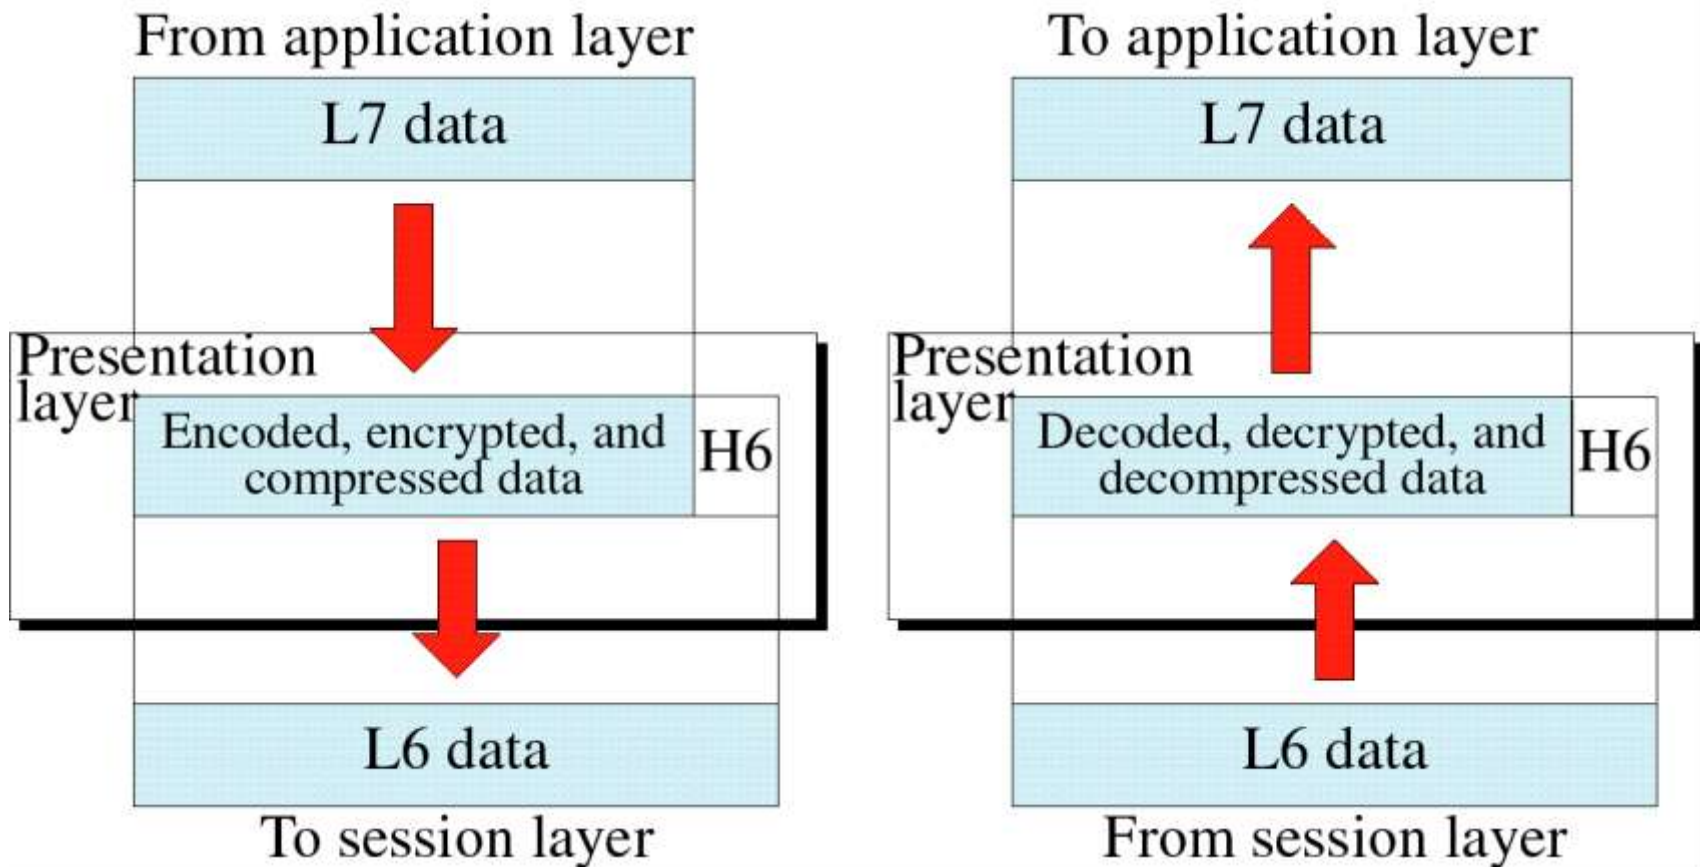 From application layer
L7 data
Presentation
layer
Encoded, encrypted, and
compressed data
H6
L6 data
To session layer
To application layer
L7 data
Presentation
layer
Decoded, decrypted, and
decompressed data
H6
L6 data
From session layer